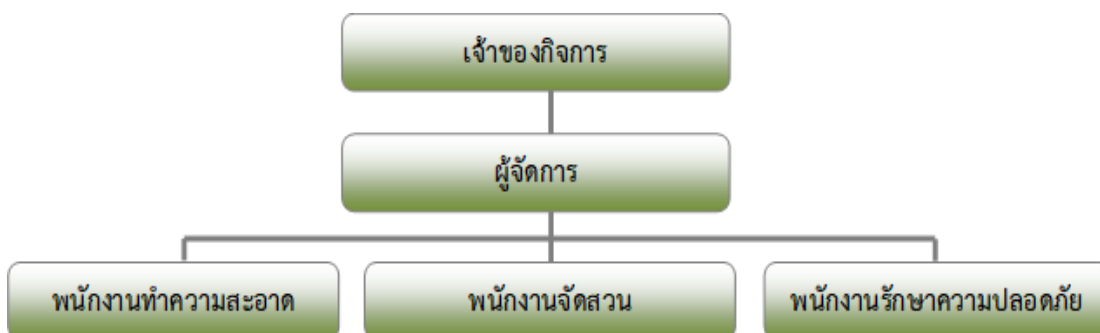 เจ้าของกิจการ
ผู้จัดการ
พนักงานทำความสะอาด
พนักงานจัดสวน
พนักงานรักษาความปลอดภัย